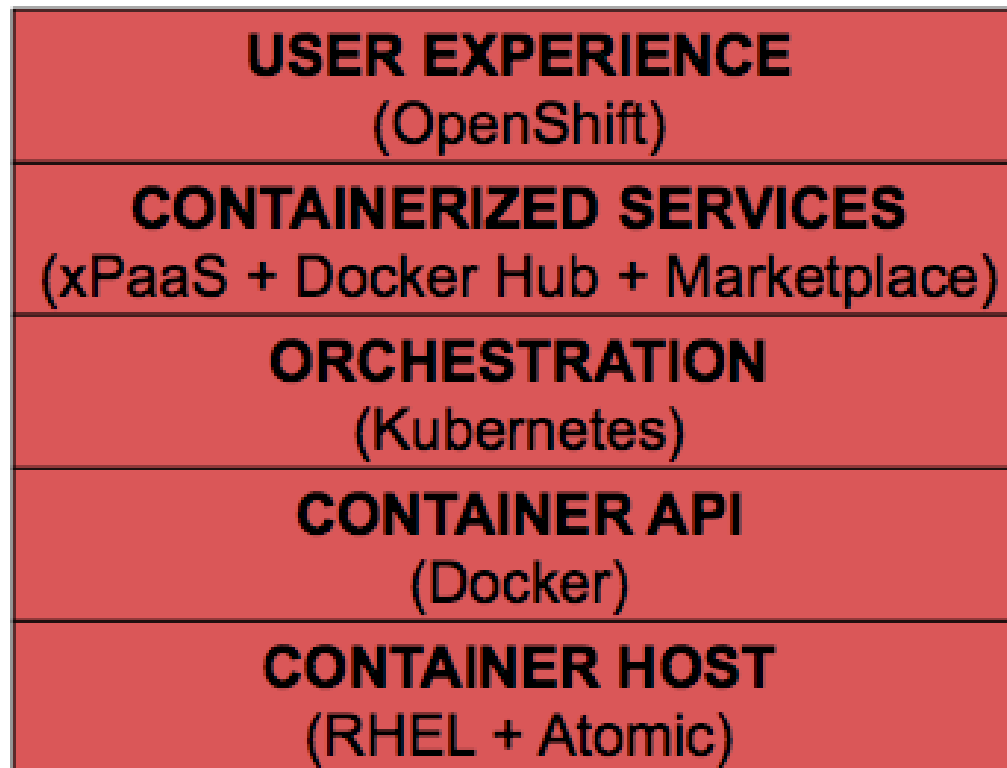 USER EXPERIENCE
(OpenShift)
CONTAINERIZED SERVICES
(xPaaS + Docker Hub + Marketplace)
ORCHESTRATION
(Kubernetes)
CONTAINER API
(Docker)
CONTAINER HOST
(RHEL + Atomic)